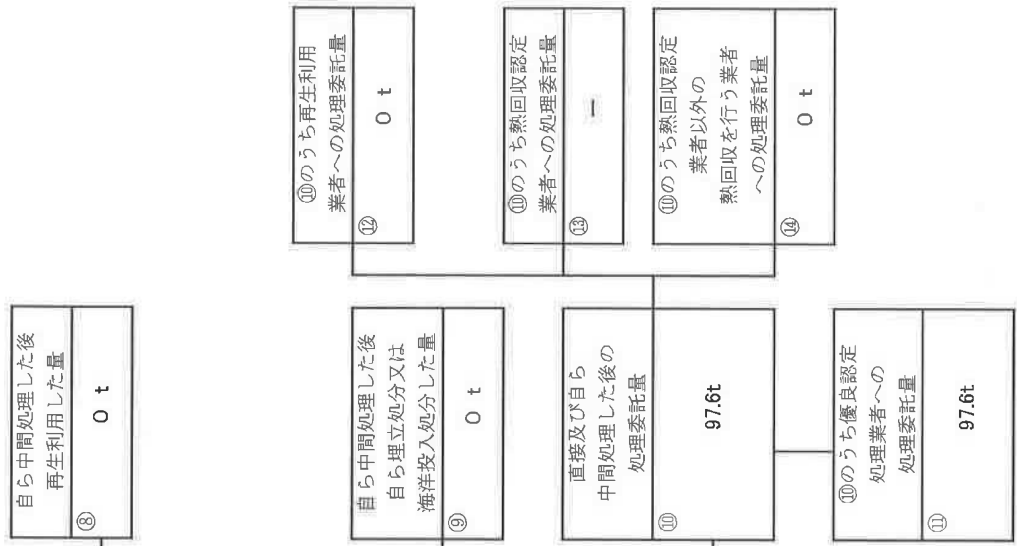 自ら中間処理した後
再生利用した量
⑧
0 t
自ら中間処理した後
自ら埋立処分又は
海洋投入処分した量
⑨
0 t
直接及び自ら
中間処理した後の
処理委託量
⑩
97.6t
⑩のうち優良認定
処理業者への
処理委託量
⑪
97.6t
⑩のうち再生利用
業者への処理委託量
⑫
0 t
⑩のうち熱回収認定
業者への処理委託量
⑬
ー
⑩のうち熱回収認定
業者以外の
熱回収を行う業者
への処理委託量
⑭
0 t